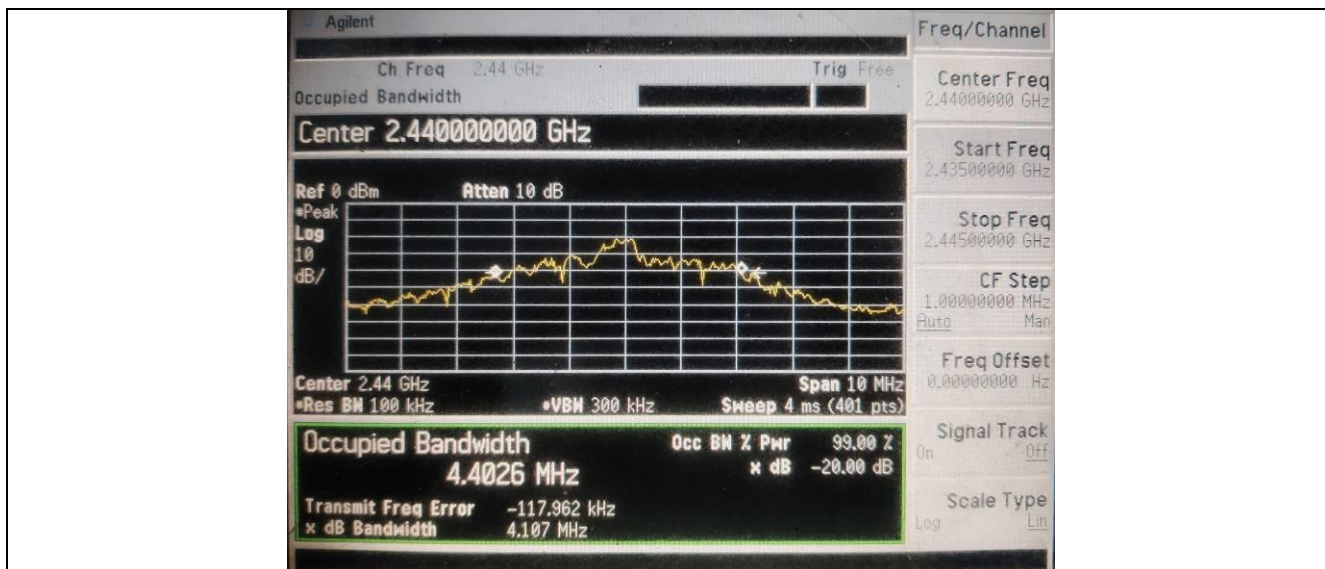 Agilent
Freq/Channel
Ch Freq 2.44 GHz Trig Free
Occupied Bandwidth
Center Freq
2.44000000 GHz
Center 2.440000000 GHz
Start Freq
2.43500000 GHz
Ref 0 dBm Atten 10 dB
*Peak
Log
10
dB/
Stop Freq
2.44500000 GHz
CF Step
1.00000000 MHz
Auto Man
Freq Offset
0.00000000 Hz
Center 2.44 GHz Span 10 MHz
*Res BW 100 kHz *VBW 300 kHz Sweep 4 ms (401 pts)
Signal Track
On Off
Occupied Bandwidth Occ BW % Pwr 99.00 %
4.4026 MHz x dB -20.00 dB
Transmit Freq Error -117.962 kHz
x dB Bandwidth 4.107 MHz
Scale Type
Log Lin